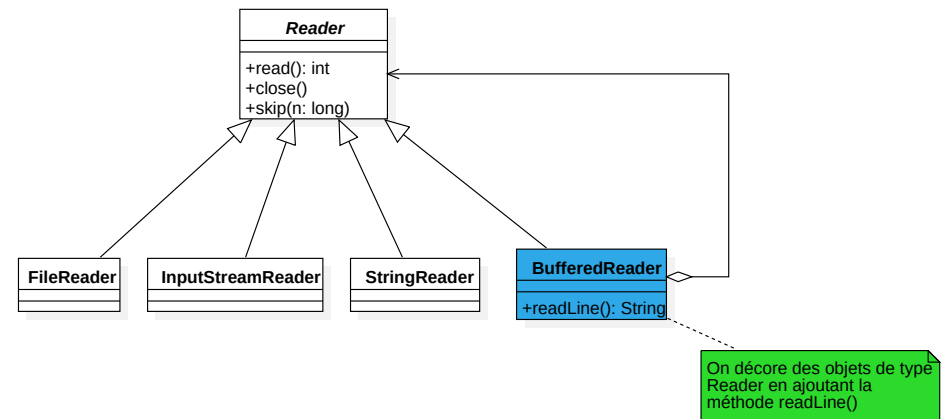 Reader
+read(): int
+close()
+skip(n: long)
FileReader
InputStreamReader
StringReader
BufferedReader
+readLine(): String
On décore des objets de type
Reader en ajoutant la
méthode readLine()